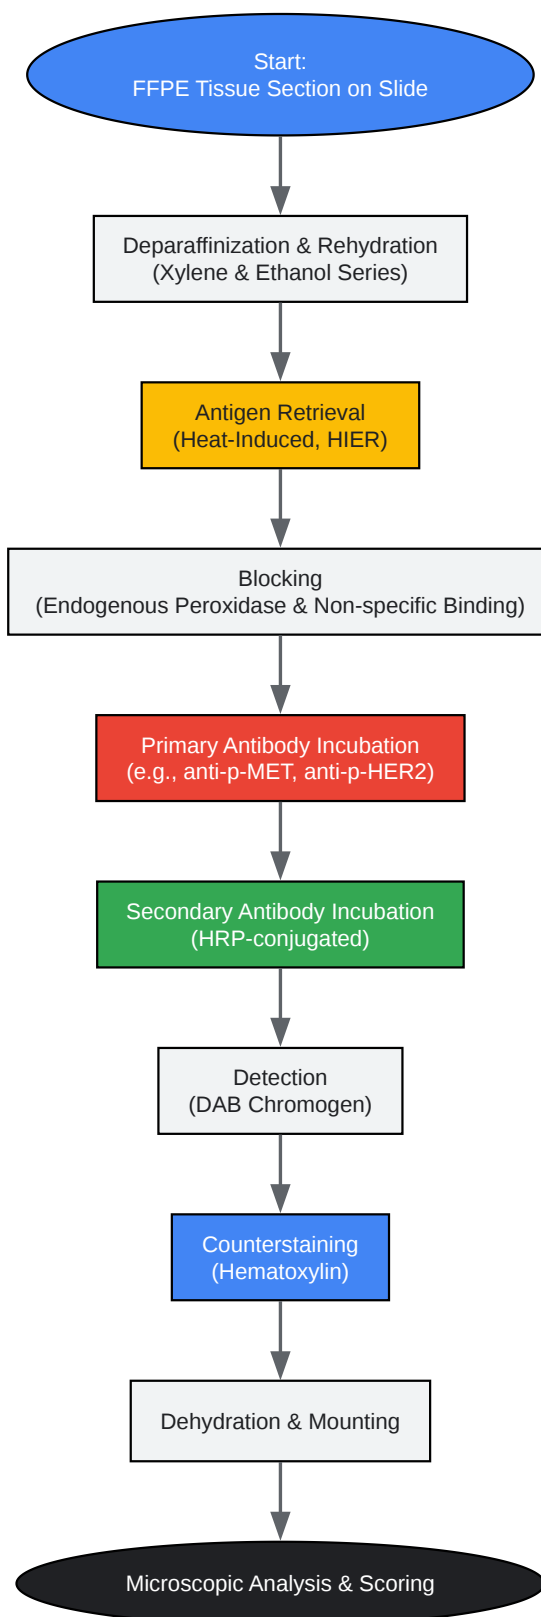 Start:
FFPE Tissue Section on Slide
Deparaffinization & Rehydration
(Xylene & Ethanol Series)
Antigen Retrieval
(Heat-Induced, HIER)
Blocking
(Endogenous Peroxidase & Non-specific Binding)
Primary Antibody Incubation
(e.g., anti-p-MET, anti-p-HER2)
Secondary Antibody Incubation
(HRP-conjugated)
Detection
(DAB Chromogen)
Counterstaining
(Hematoxylin)
Dehydration & Mounting
Microscopic Analysis & Scoring